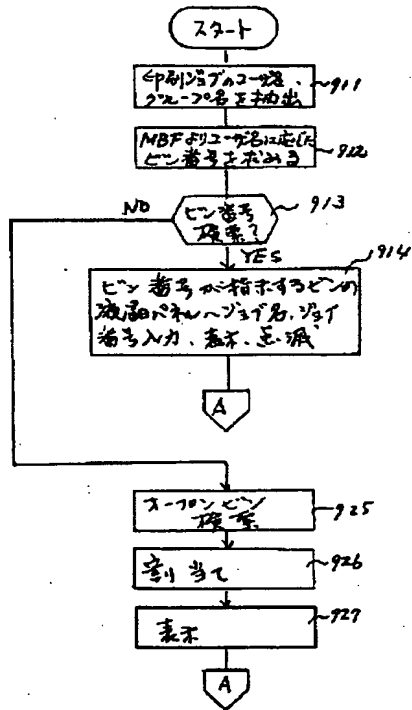 スタート
印刷ジョブのユーザ名、
グループ名を抽出
911
MBFよりユーザ名に応じた
ビン番号を求める
912
ビン番号
検索?
913
NO
YES
914
ビン番号が指示するビンの
液晶パネルへジョブ名、ジョブ
番号入力、表示、点滅
A
オープンビン
検索
925
割り当て
926
表示
927
A